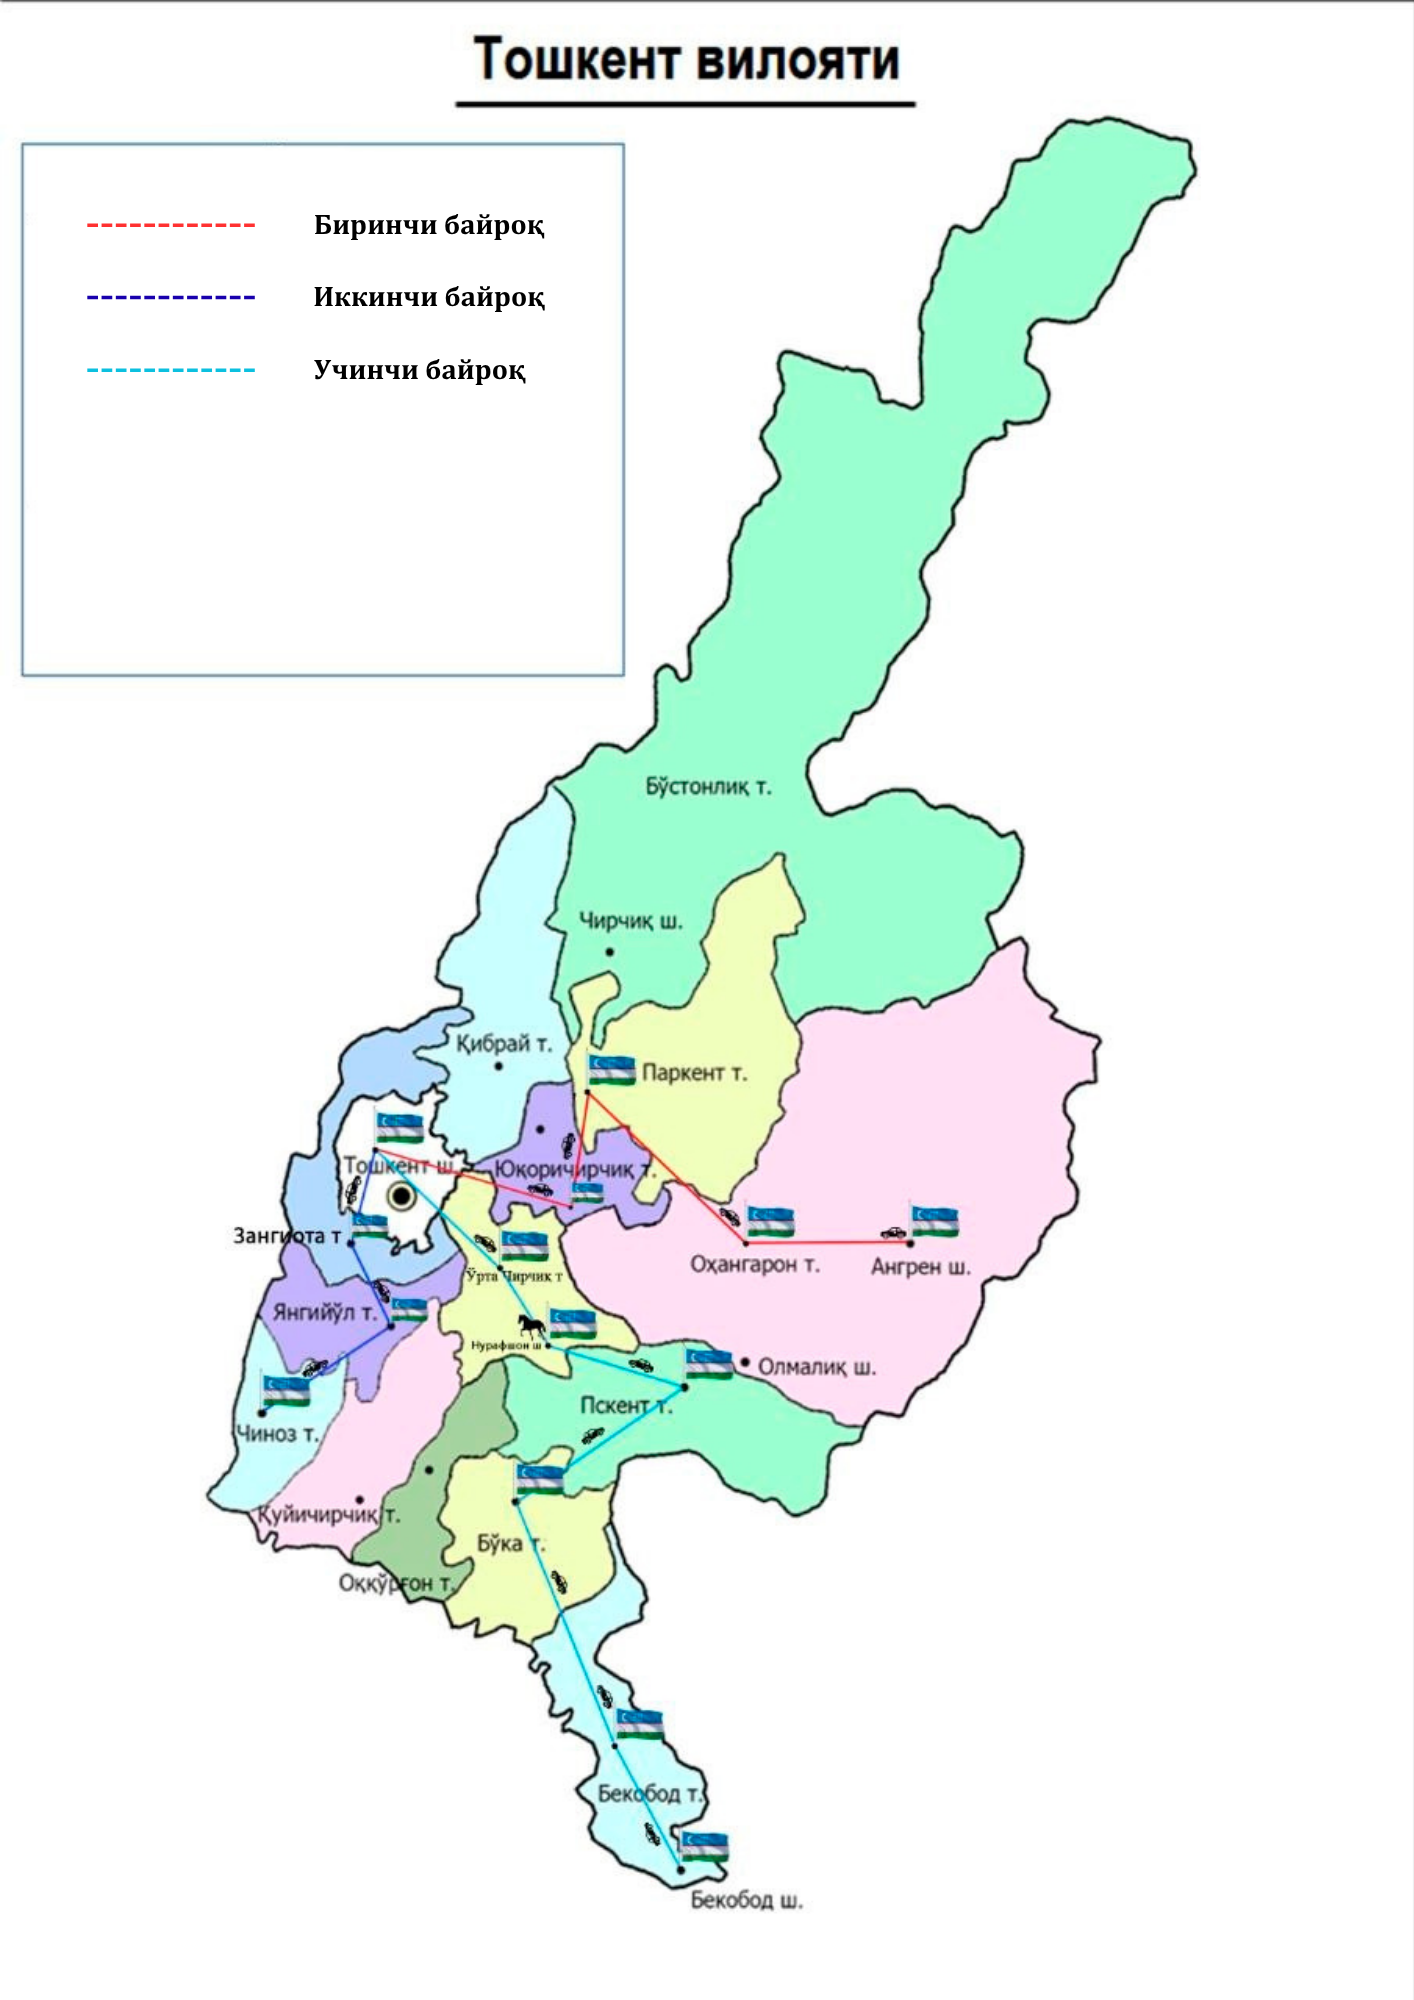 Тошкент вилояти
Биринчи байроқ
Иккинчи байроқ
Учинчи байроқ
Бўстонлиқ т.
Чирчиқ ш.
Қибрай т.
Паркент т.
Тошкент ш.
Юқоричирчиқ т.
Зангиота т
Ўрта Чирчик т
Оҳангарон т.
Ангрен ш.
Янгийўл т.
Нурафшон ш
Олмалиқ ш.
Пскент т.
Чиноз т.
Қуйичирчиқ т.
Бўка т.
Оққўрғон т.
Бекобод т.
Бекобод ш.